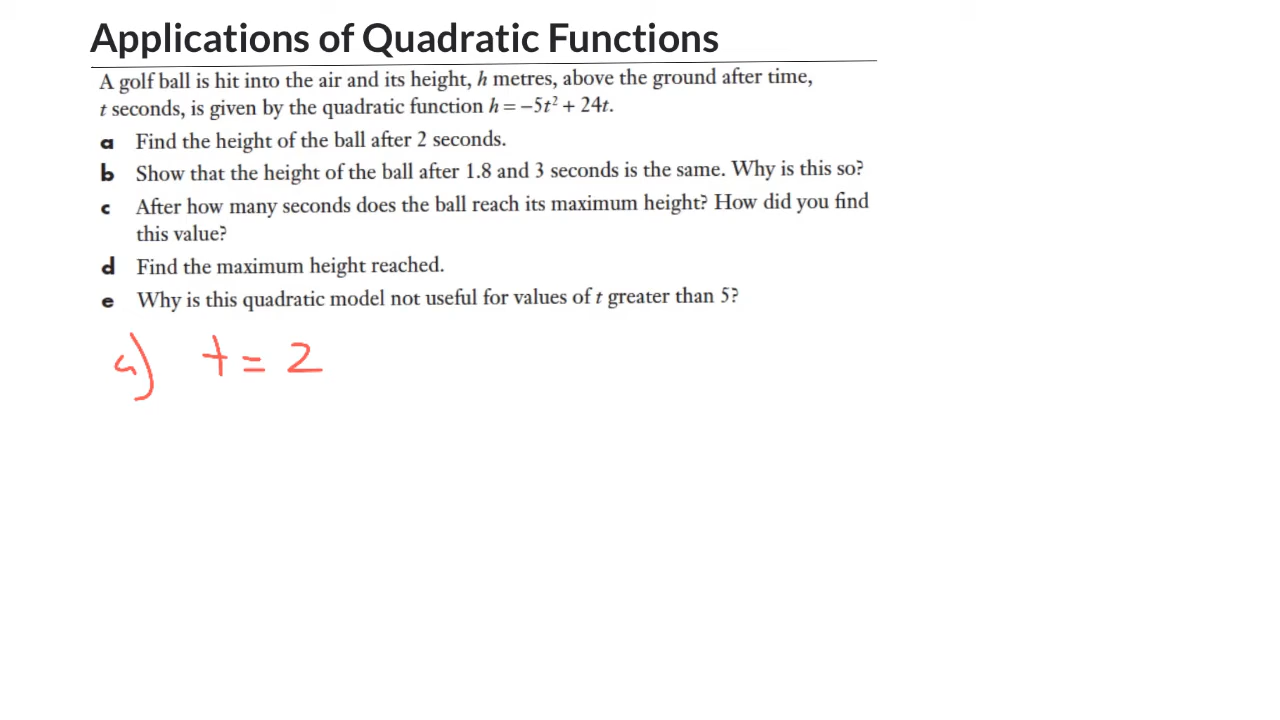 Applications of Quadratic Functions
A golf ball is hit into the air and its height, h metres, above the ground after time,
t seconds, is given by the quadratic function h = −5t² + 24t.
a Find the height of the ball after 2 seconds.
b Show that the height of the ball after 1.8 and 3 seconds is the same. Why is this so?
c After how many seconds does the ball reach its maximum height? How did you find
this value?
d Find the maximum height reached.
e Why is this quadratic model not useful for values of t greater than 5?
a) t = 2